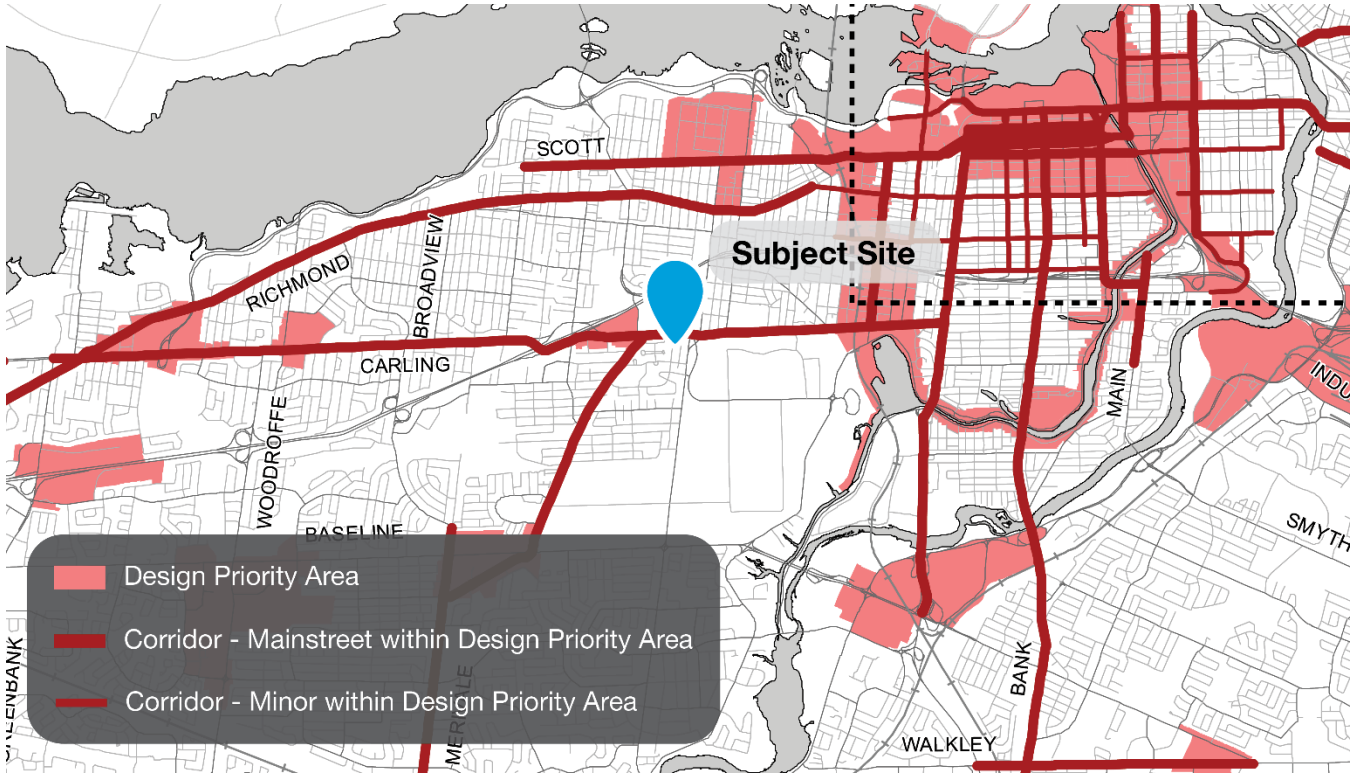 SCOTT
Subject Site
BROADVIEW
RICHMOND
CARLING
MAIN
INDU
WOODROFFE
BASELINE
SMYTH
Design Priority Area
Corridor - Mainstreet within Design Priority Area
BANK
Corridor - Minor within Design Priority Area
WALKLEY